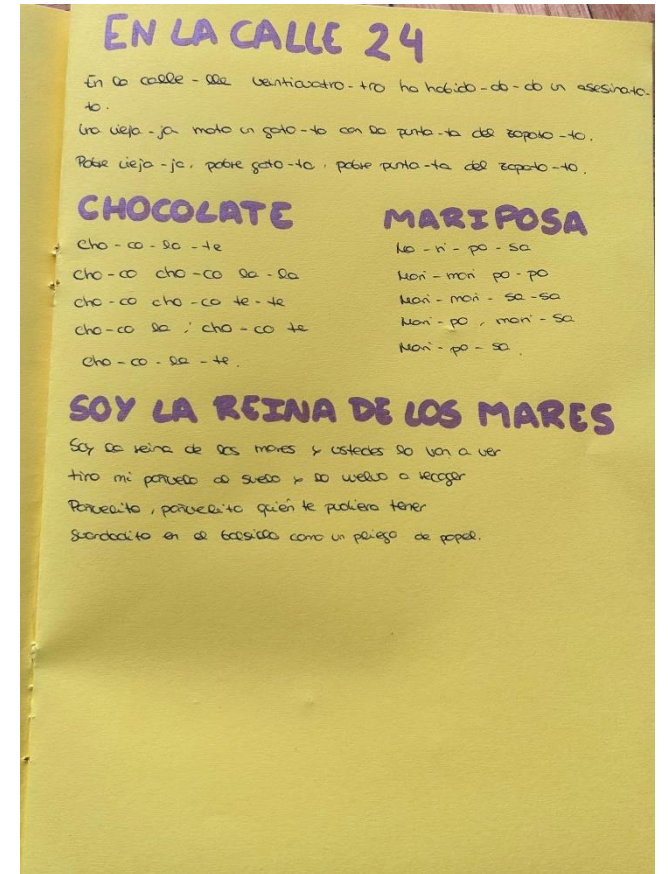 EN LA CALLE 24
En la calle - lle venticuatro - tro ha habido - do - do un asesinato-
to.
Una vieja - ja mato un gato - to con la punta - ta del zapato - to.
Pobre vieja - ja, pobre gato - to, pobre punta - ta del zapato - to.
CHOCOLATE
Cho - co - la - te
Cho - co cho - co la - la
Cho - co cho - co te - te
Cho - co la , cho - co te
Cho - co - la - te.
MARIPOSA
Ma - ri - po - sa
Mari - mari po - po
Mari - mari - sa - sa
Mari - po , mari - sa
Mari - po - sa.
SOY LA REINA DE LOS MARES
Soy la reina de los mares y ustedes lo van a ver
tiro mi pañuelo al suelo y lo vuelvo a recoger
Pañuelito, pañuelito quién te pudiera tener
Guardadito en el bolsillo como un pliego de papel.